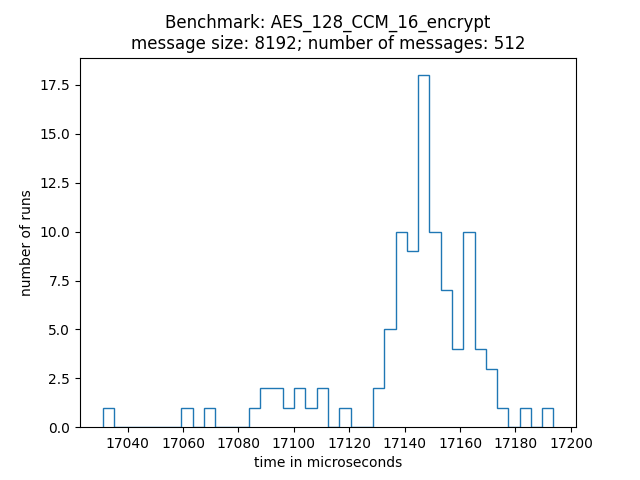 Benchmark: AES_128_CCM_16_encrypt
message size: 8192; number of messages: 512
number of runs
17.5
15.0
12.5
10.0
7.5
5.0
2.5
0.0
17040 17060 17080 17100 17120 17140 17160 17180 17200
time in microseconds